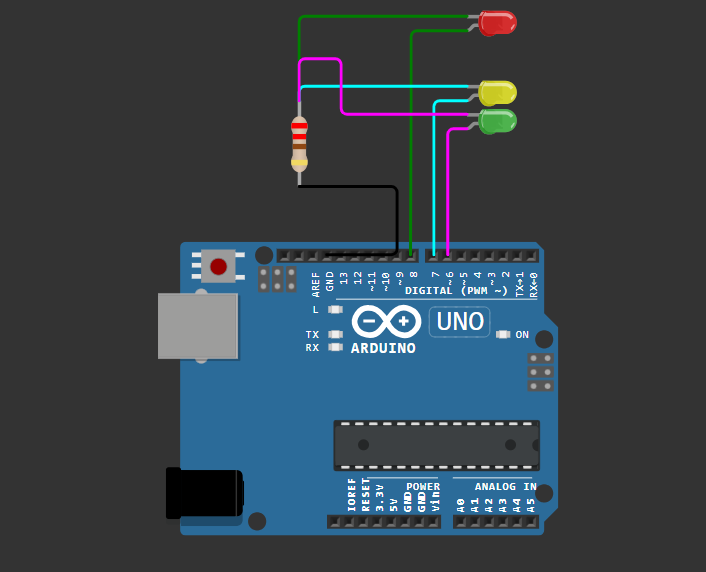 AREF
GND
13
12
~11
~10
~9
8
7
~6
~5
4
~3
2
TX→1
RX←0
DIGITAL (PWM ~)
L
TX
RX
UNO
ARDUINO
ON
POWER
ANALOG IN
IOREF
RESET
3.3V
5V
GND
GND
Vin
A0
A1
A2
A3
A4
A5